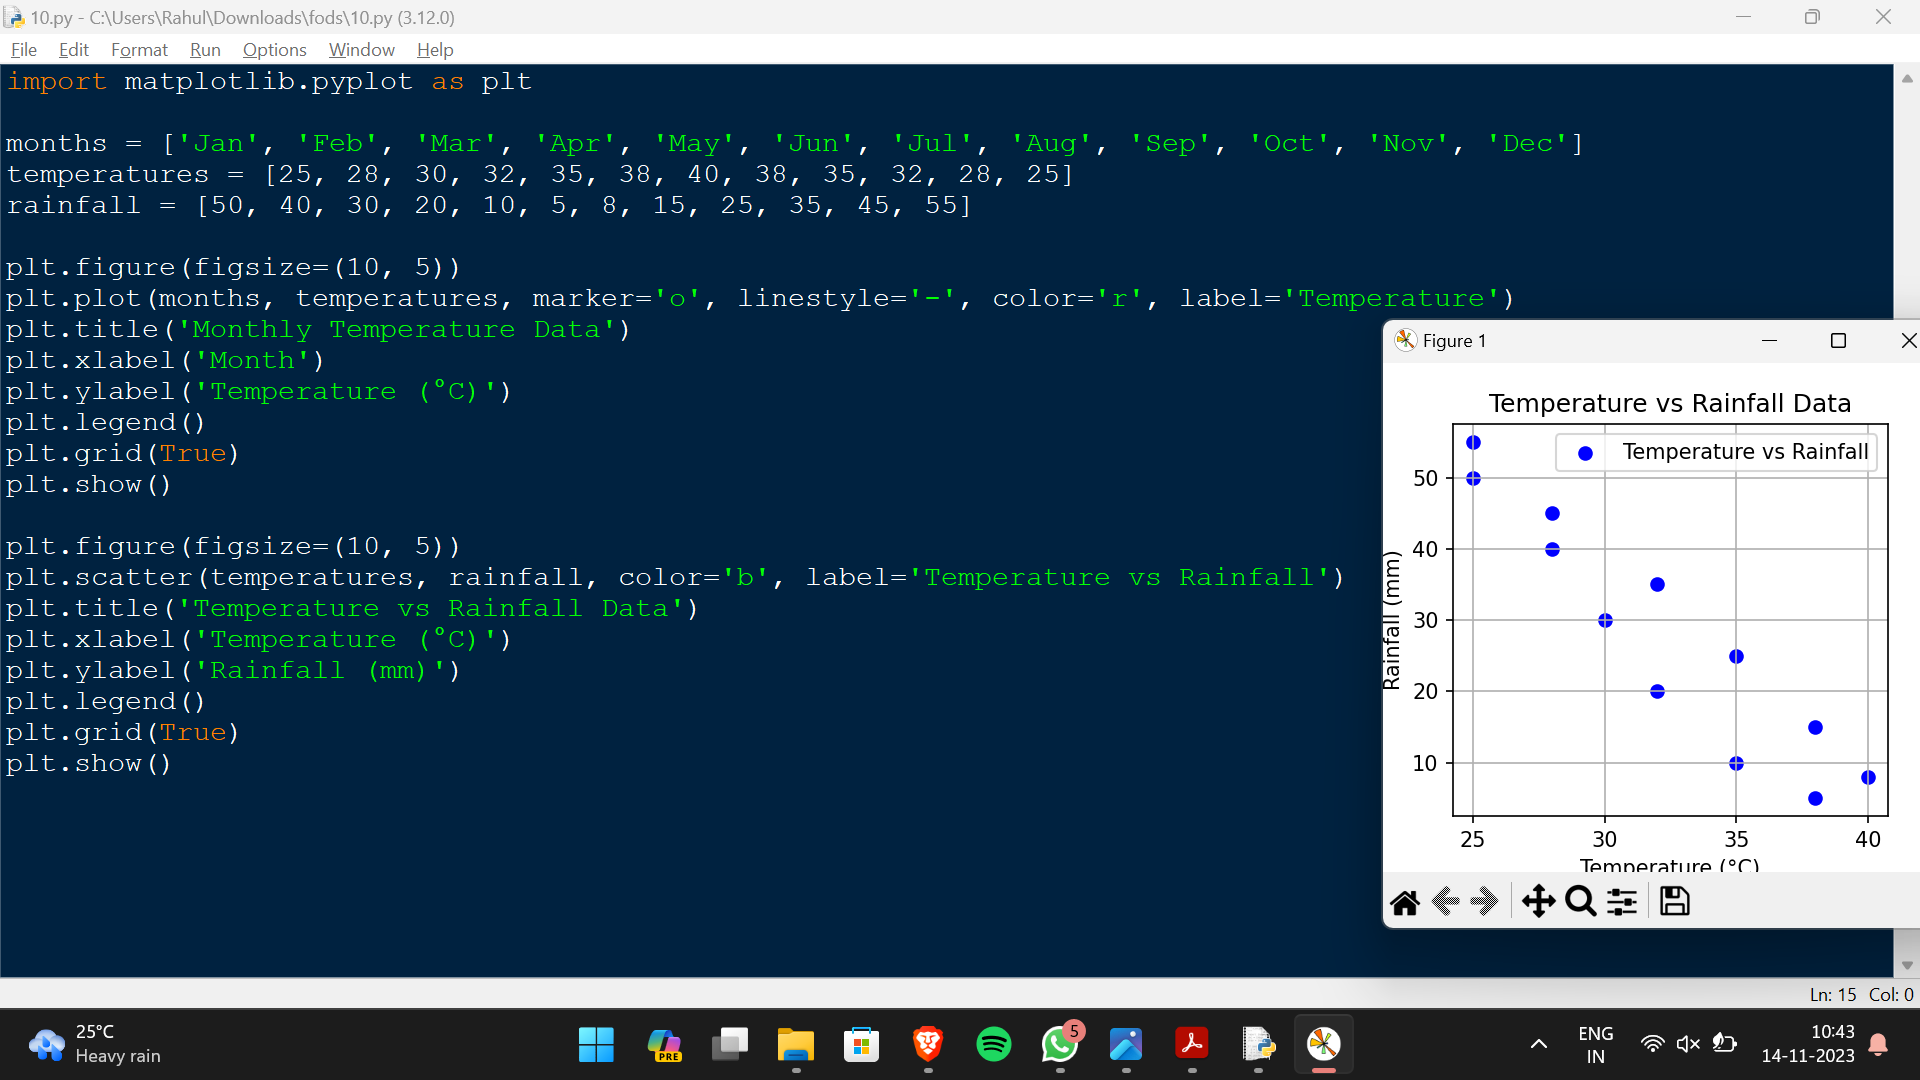 10.py - C:\Users\Rahul\Downloads\fods\10.py (3.12.0)
File Edit Format Run Options Window Help
import matplotlib.pyplot as plt
months = ['Jan', 'Feb', 'Mar', 'Apr', 'May', 'Jun', 'Jul', 'Aug', 'Sep', 'Oct', 'Nov', 'Dec']
temperatures = [25, 28, 30, 32, 35, 38, 40, 38, 35, 32, 28, 25]
rainfall = [50, 40, 30, 20, 10, 5, 8, 15, 25, 35, 45, 55]
plt.figure(figsize=(10, 5))
plt.plot(months, temperatures, marker='o', linestyle='-', color='r', label='Temperature')
plt.title('Monthly Temperature Data')
plt.xlabel('Month')
plt.ylabel('Temperature (°C)')
plt.legend()
plt.grid(True)
plt.show()
plt.figure(figsize=(10, 5))
plt.scatter(temperatures, rainfall, color='b', label='Temperature vs Rainfall')
plt.title('Temperature vs Rainfall Data')
plt.xlabel('Temperature (°C)')
plt.ylabel('Rainfall (mm)')
plt.legend()
plt.grid(True)
plt.show()
Figure 1
Temperature vs Rainfall Data
Temperature vs Rainfall
50
40
30
20
10
Rainfall (mm)
25 30 35 40
Temperature (°C)
Ln: 15 Col: 0
25°C
Heavy rain
PRE
5
ENG
IN
10:43
14-11-2023